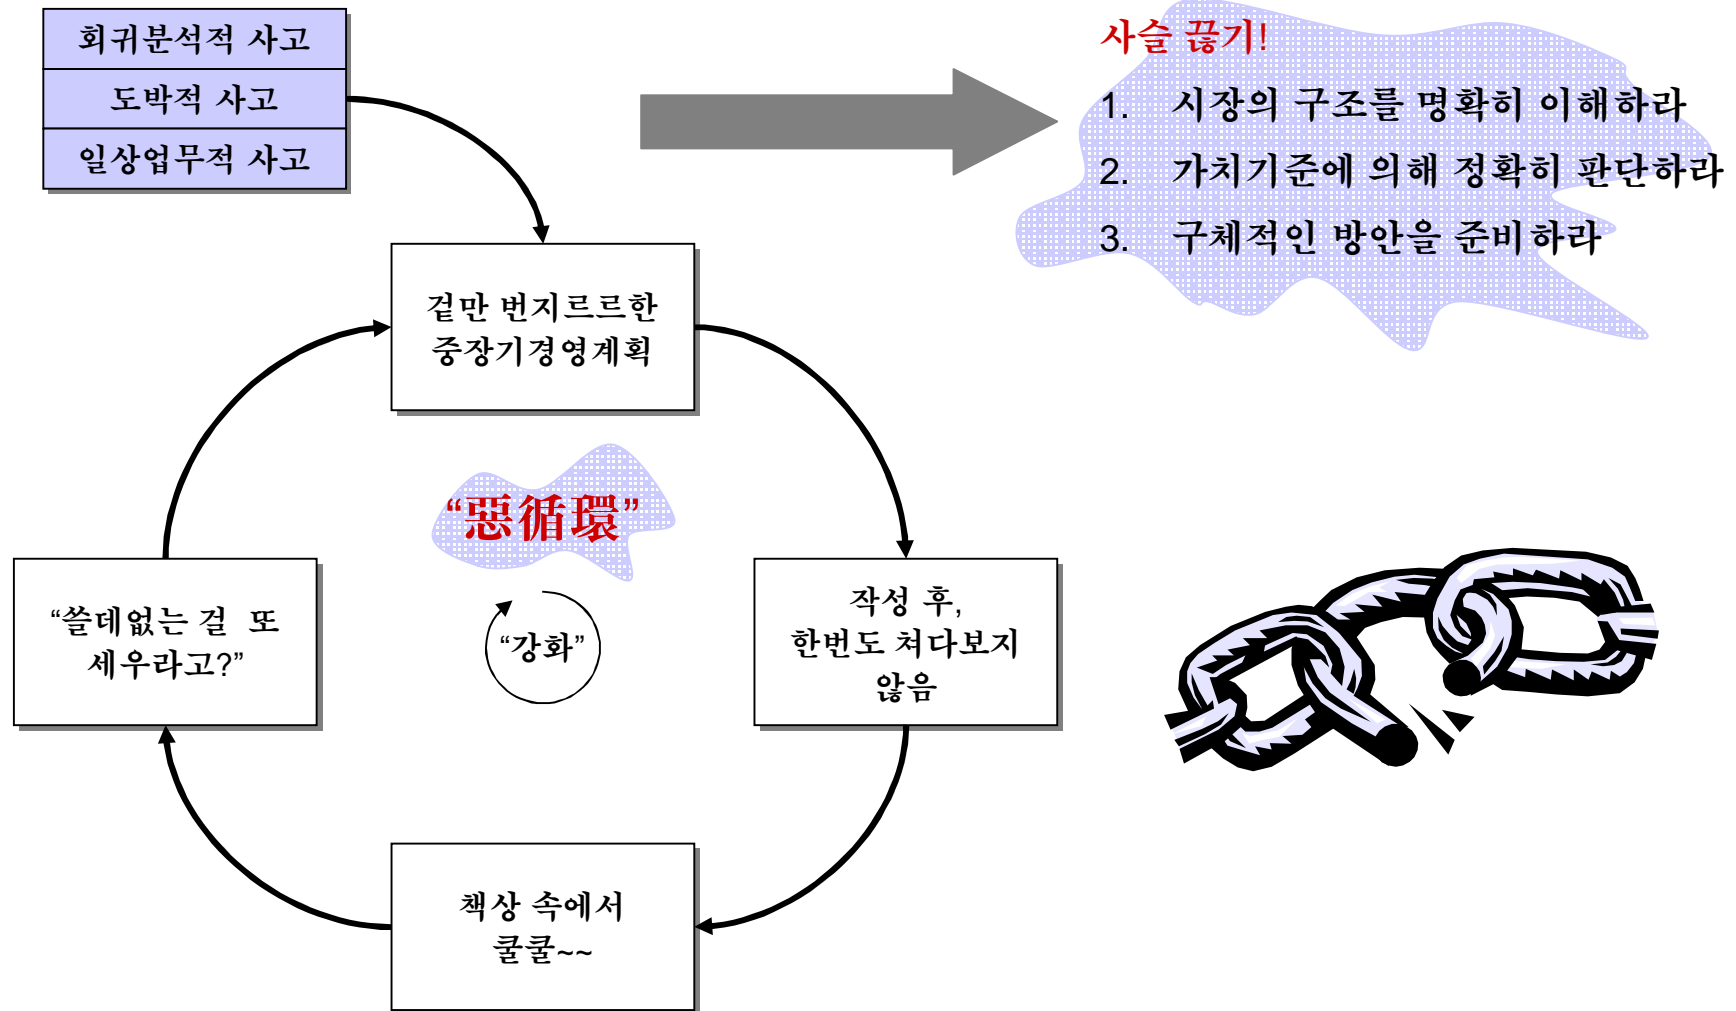 회귀분석적 사고
도박적 사고
일상업무적 사고
사슬 끊기!
1. 시장의 구조를 명확히 이해하라
2. 가치기준에 의해 정확히 판단하라
3. 구체적인 방안을 준비하라
겉만 번지르르한
중장기경영계획
“惡循環”
“강화”
작성 후,
한번도 쳐다보지
않음
책상 속에서
쿨쿨~~
“쓸데없는 걸 또
세우라고?”